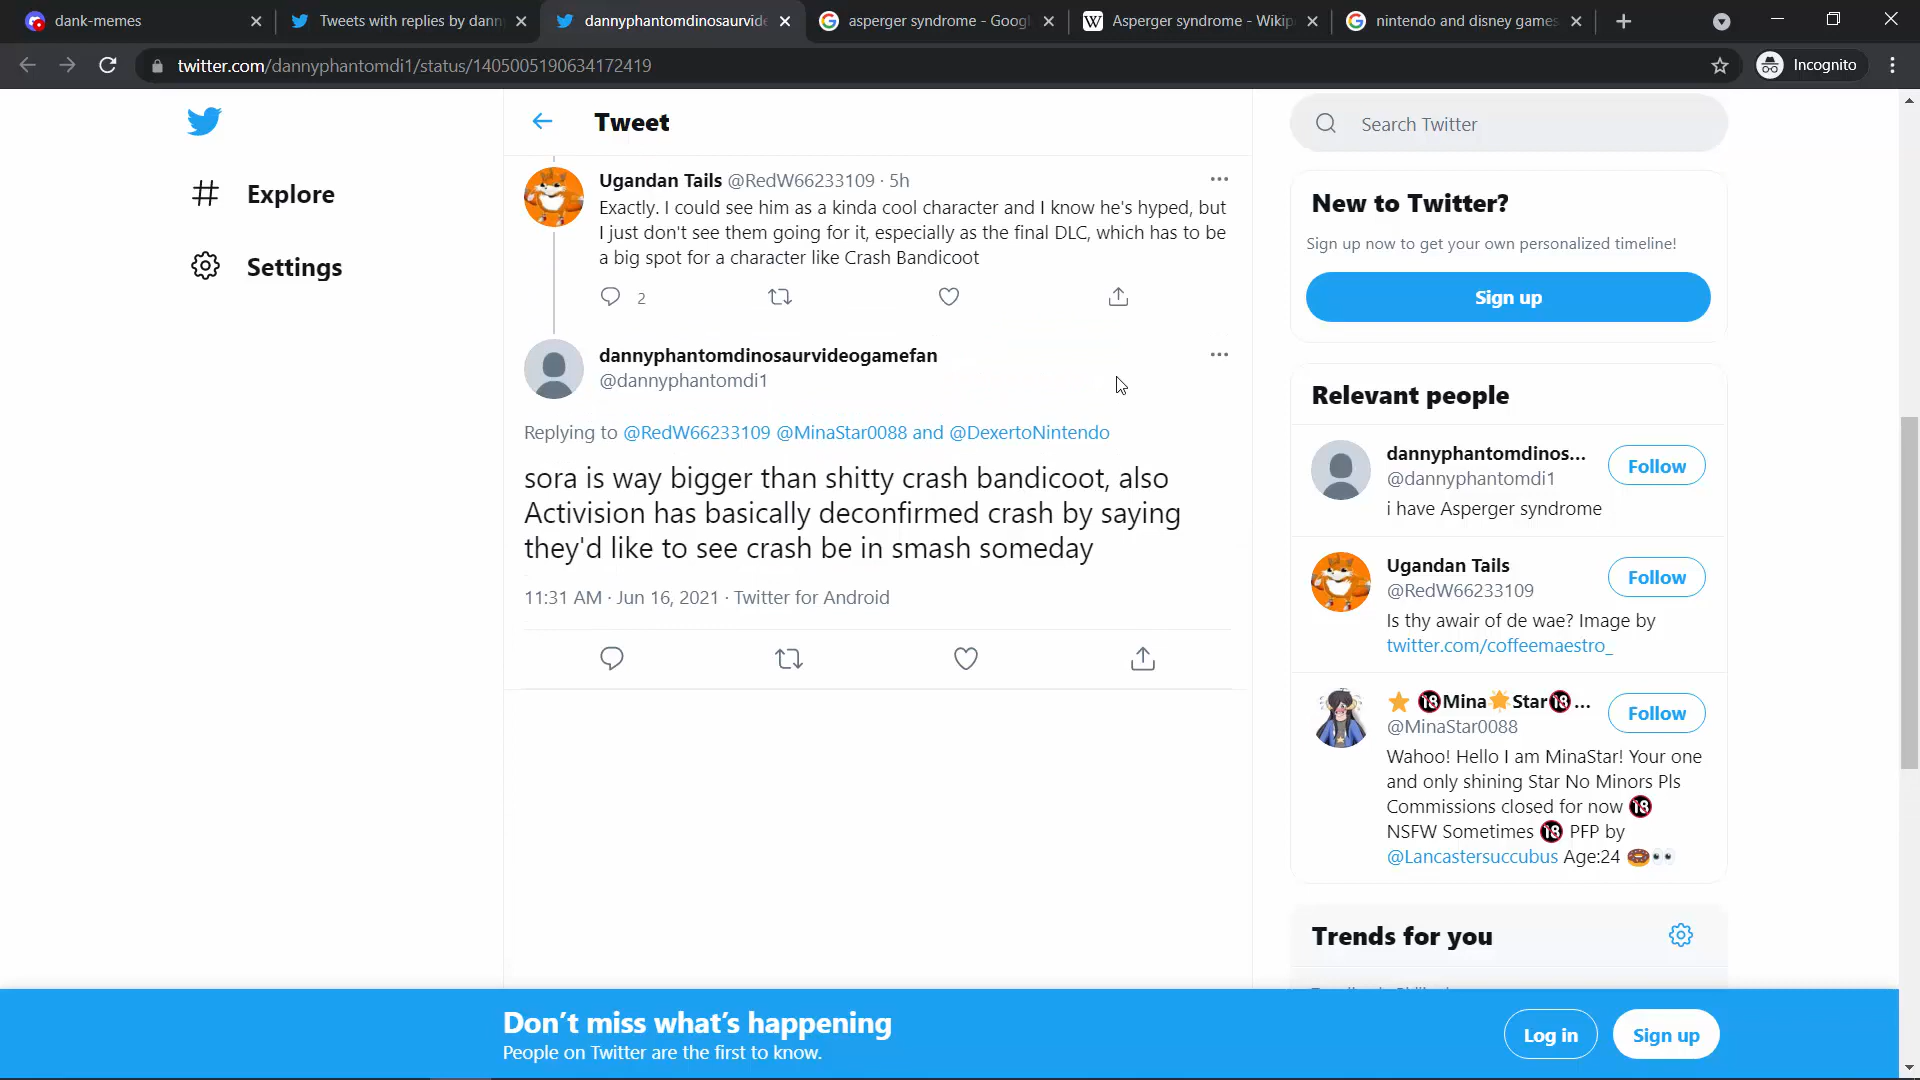 dank-memes
Tweets with replies by dann
dannyphantomdinosaurvid
asperger syndrome - Googl
Asperger syndrome - Wikip
nintendo and disney games
twitter.com/dannyphantomdi1/status/1405005190634172419
Incognito
Explore
Settings
Tweet
Ugandan Tails @RedW66233109 · 5h
Exactly. I could see him as a kinda cool character and I know he's hyped, but
I just don't see them going for it, especially as the final DLC, which has to be
a big spot for a character like Crash Bandicoot
2
dannyphantomdinosaurvideogamefan
@dannyphantomdi1
Replying to @RedW66233109 @MinaStar0088 and @DexertoNintendo
sora is way bigger than shitty crash bandicoot, also
Activision has basically deconfirmed crash by saying
they'd like to see crash be in smash someday
11:31 AM · Jun 16, 2021 · Twitter for Android
Search Twitter
New to Twitter?
Sign up now to get your own personalized timeline!
Sign up
Relevant people
dannyphantomdinos...
@dannyphantomdi1
Follow
i have Asperger syndrome
Ugandan Tails
@RedW66233109
Follow
Is thy awair of de wae? Image by
twitter.com/coffeemaestro_
⭐ 🔞Mina🌟Star🔞...
@MinaStar0088
Follow
Wahoo! Hello I am MinaStar! Your one
and only shining Star No Minors Pls
Commissions closed for now 🔞
NSFW Sometimes 🔞 PFP by
@Lancastersuccubus Age:24 🍩👀
Trends for you
Don't miss what's happening
People on Twitter are the first to know.
Log in
Sign up